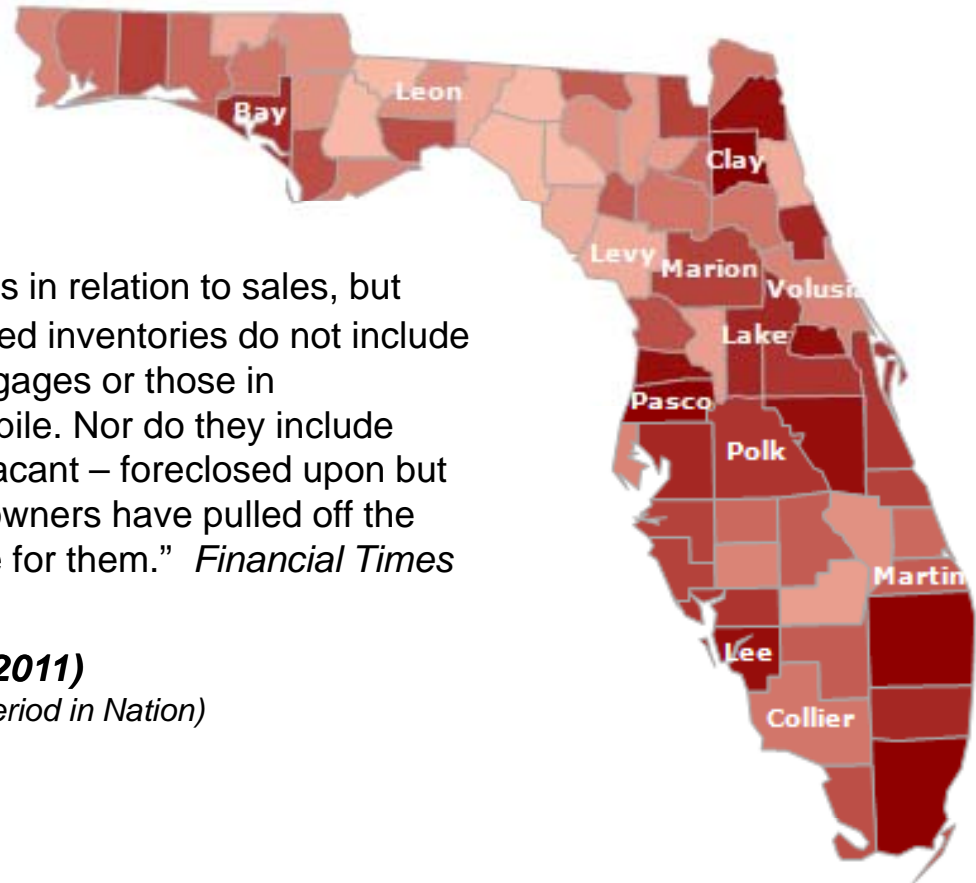 Leon
Bay
Clay
Levy
Marion
Lake
Pasco
Polk
Martin
Lee
Collier
s in relation to sales, but
ed inventories do not include
gages or those in
ile. Nor do they include
acant – foreclosed upon but
owners have pulled off the
e for them.” Financial Times
2011)
eriod in Nation)